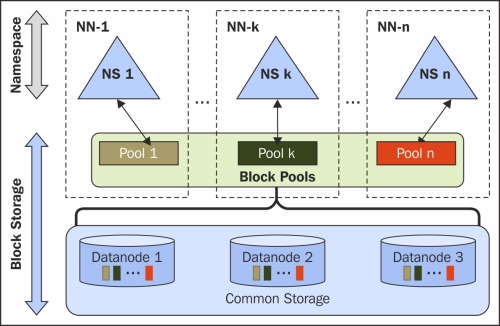 Namespace
NN-1
NN-k
NN-n
NS 1
NS k
NS n
...
...
Pool 1
Pool k
Pool n
Block Pools
Block Storage
Datanode 1
Datanode 2
Datanode 3
...
...
...
Common Storage